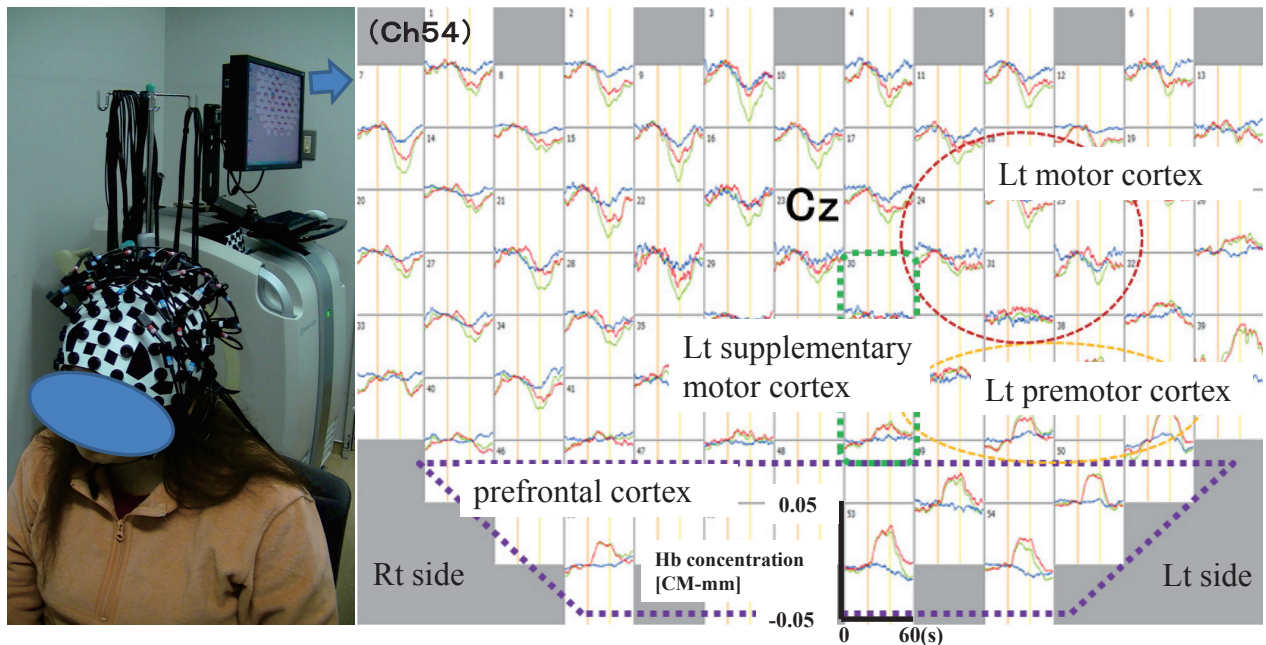 (Ch54)
1 2 3 4 5 6
7 8 9 10 11 12 13
14 15 16 17 19
20 21 22 23 24 25 26
Lt motor cortex
Cz
27 28 29 30 31 32
33 34 35 38 39
Lt supplementary
motor cortex
Lt premotor cortex
40 41
46 47 48 49 50
prefrontal cortex
0.05
53 54
Hb concentration
[CM-mm]
Rt side
Lt side
-0.05
0 60(s)